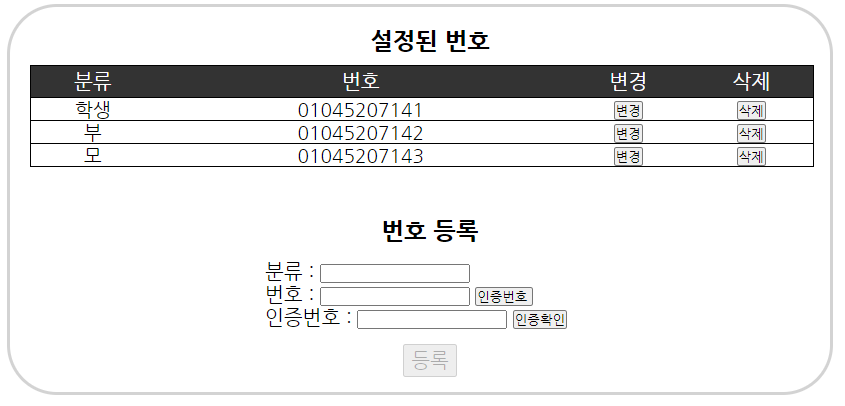 설정된 번호
분류 번호 변경 삭제
학생 01045207141 변경 삭제
부 01045207142 변경 삭제
모 01045207143 변경 삭제
번호 등록
분류 :
번호 : 인증번호
인증번호 : 인증확인
등록